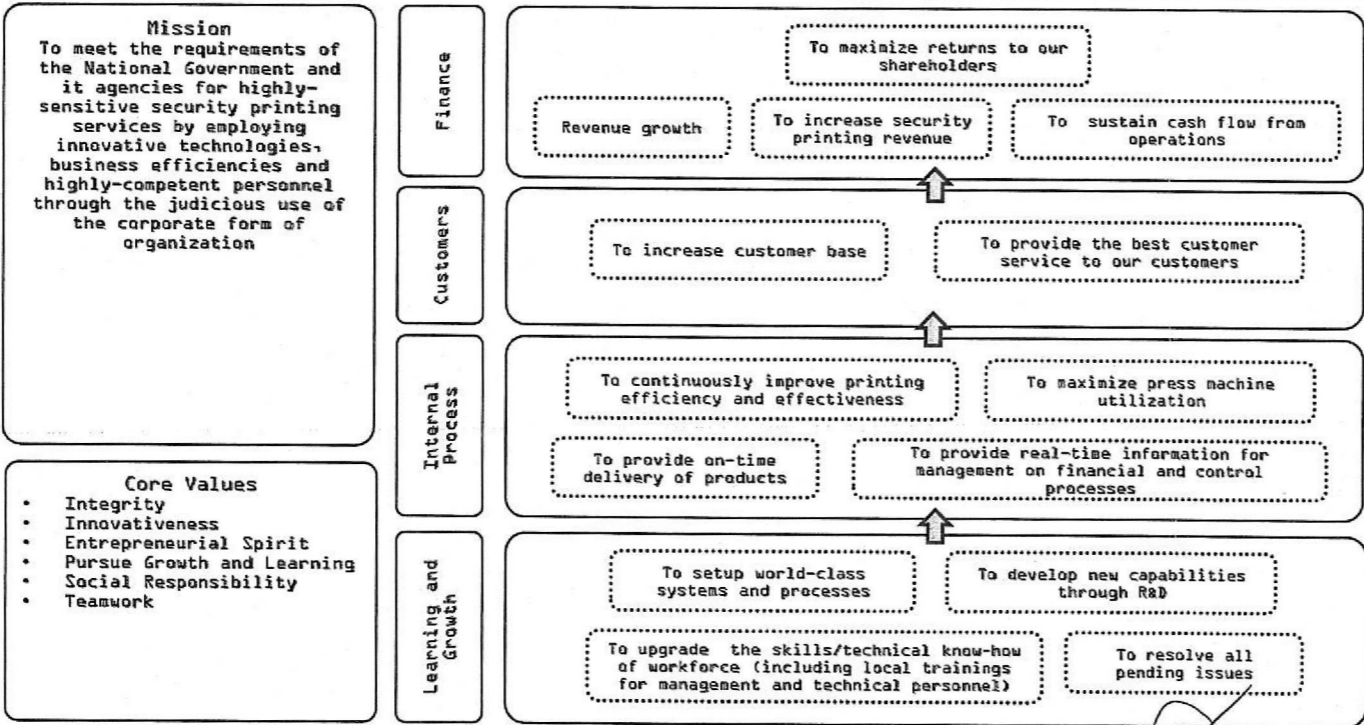 Mission
To meet the requirements of
the National Government and
it agencies for highly-
sensitive security printing
services by employing
innovative technologies,
business efficiencies and
highly-competent personnel
through the judicious use of
the corporate form of
organization
Core Values
• Integrity
• Innovativeness
• Entrepreneurial Spirit
• Pursue Growth and Learning
• Social Responsibility
• Teamwork
Finance
To maximize returns to our
shareholders
Revenue growth
To increase security
printing revenue
To sustain cash flow from
operations
Customers
To increase customer base
To provide the best customer
service to our customers
Internal
Process
To continuously improve printing
efficiency and effectiveness
To maximize press machine
utilization
To provide on-time
delivery of products
To provide real-time information for
management on financial and control
processes
Learning and
Growth
To setup world-class
systems and processes
To develop new capabilities
through R&D
To upgrade the skills/technical know-how
of workforce (including local trainings
for management and technical personnel)
To resolve all
pending issues